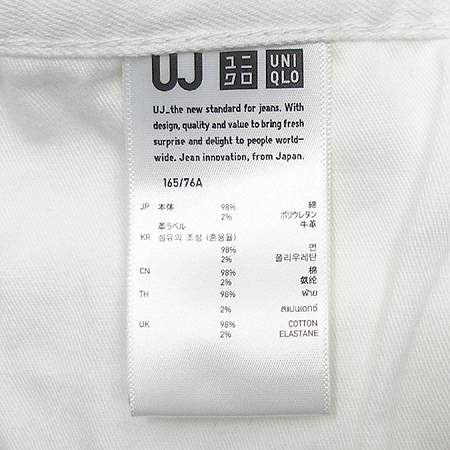 UJ ユニ UNI
クロ QLO
UJ_the new standard for jeans. With
design, quality and value to bring fresh
surprise and delight to people world-
wide. Jean innovation, from Japan.
165/76A
JP 本体 98% 綿
2% ポリウレタン
革ラベル 牛革
KR 섬유의 조성 (혼용율)
98% 면
2% 폴리우레탄
CN 98% 棉
2% 氨纶
TH 98% ฝ้าย
2% สแปนเดกซ์
UK 98% COTTON
2% ELASTANE